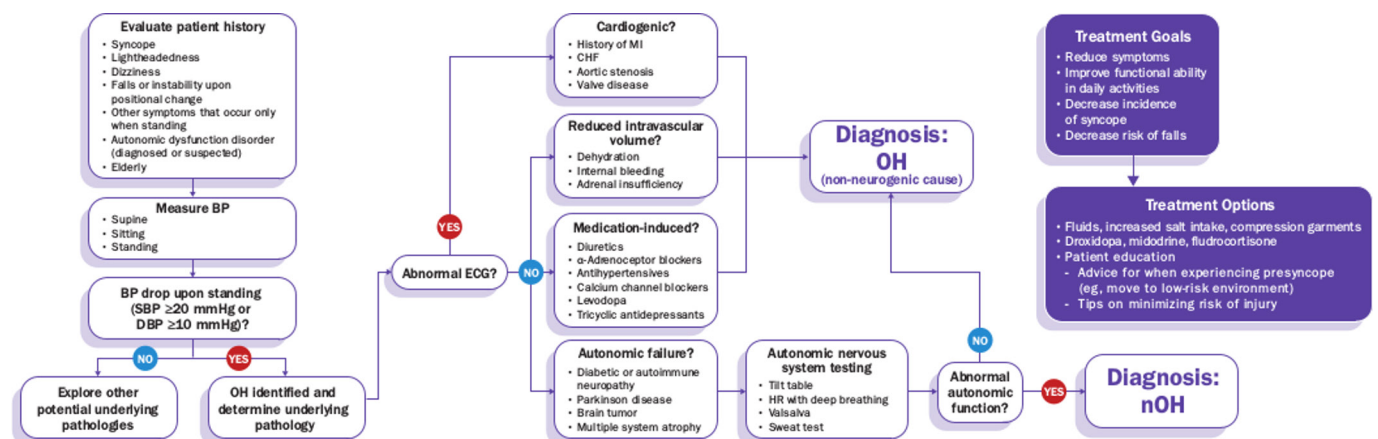 Evaluate patient history
• Syncope
• Lightheadedness
• Dizziness
• Falls or instability upon
positional change
• Other symptoms that occur only
when standing
• Autonomic dysfunction disorder
(diagnosed or suspected)
• Elderly
Measure BP
• Supine
• Sitting
• Standing
BP drop upon standing
(SBP ≥20 mmHg or
DBP ≥10 mmHg)?
NO
YES
Explore other
potential underlying
pathologies
OH identified and
determine underlying
pathology
Abnormal ECG?
YES
NO
Cardiogenic?
• History of MI
• CHF
• Aortic stenosis
• Valve disease
Reduced intravascular
volume?
• Dehydration
• Internal bleeding
• Adrenal insufficiency
Medication-induced?
• Diuretics
• α-Adrenoceptor blockers
• Antihypertensives
• Calcium channel blockers
• Levodopa
• Tricyclic antidepressants
Autonomic failure?
• Diabetic or autoimmune
neuropathy
• Parkinson disease
• Brain tumor
• Multiple system atrophy
Autonomic nervous
system testing
• Tilt table
• HR with deep breathing
• Valsalva
• Sweat test
Abnormal
autonomic
function?
NO
YES
Diagnosis:
OH
(non-neurogenic cause)
Diagnosis:
nOH
Treatment Goals
• Reduce symptoms
• Improve functional ability
in daily activities
• Decrease incidence
of syncope
• Decrease risk of falls
Treatment Options
• Fluids, increased salt intake, compression garments
• Droxidopa, midodrine, fludrocortisone
• Patient education
- Advice for when experiencing presyncope
(eg, move to low-risk environment)
- Tips on minimizing risk of injury